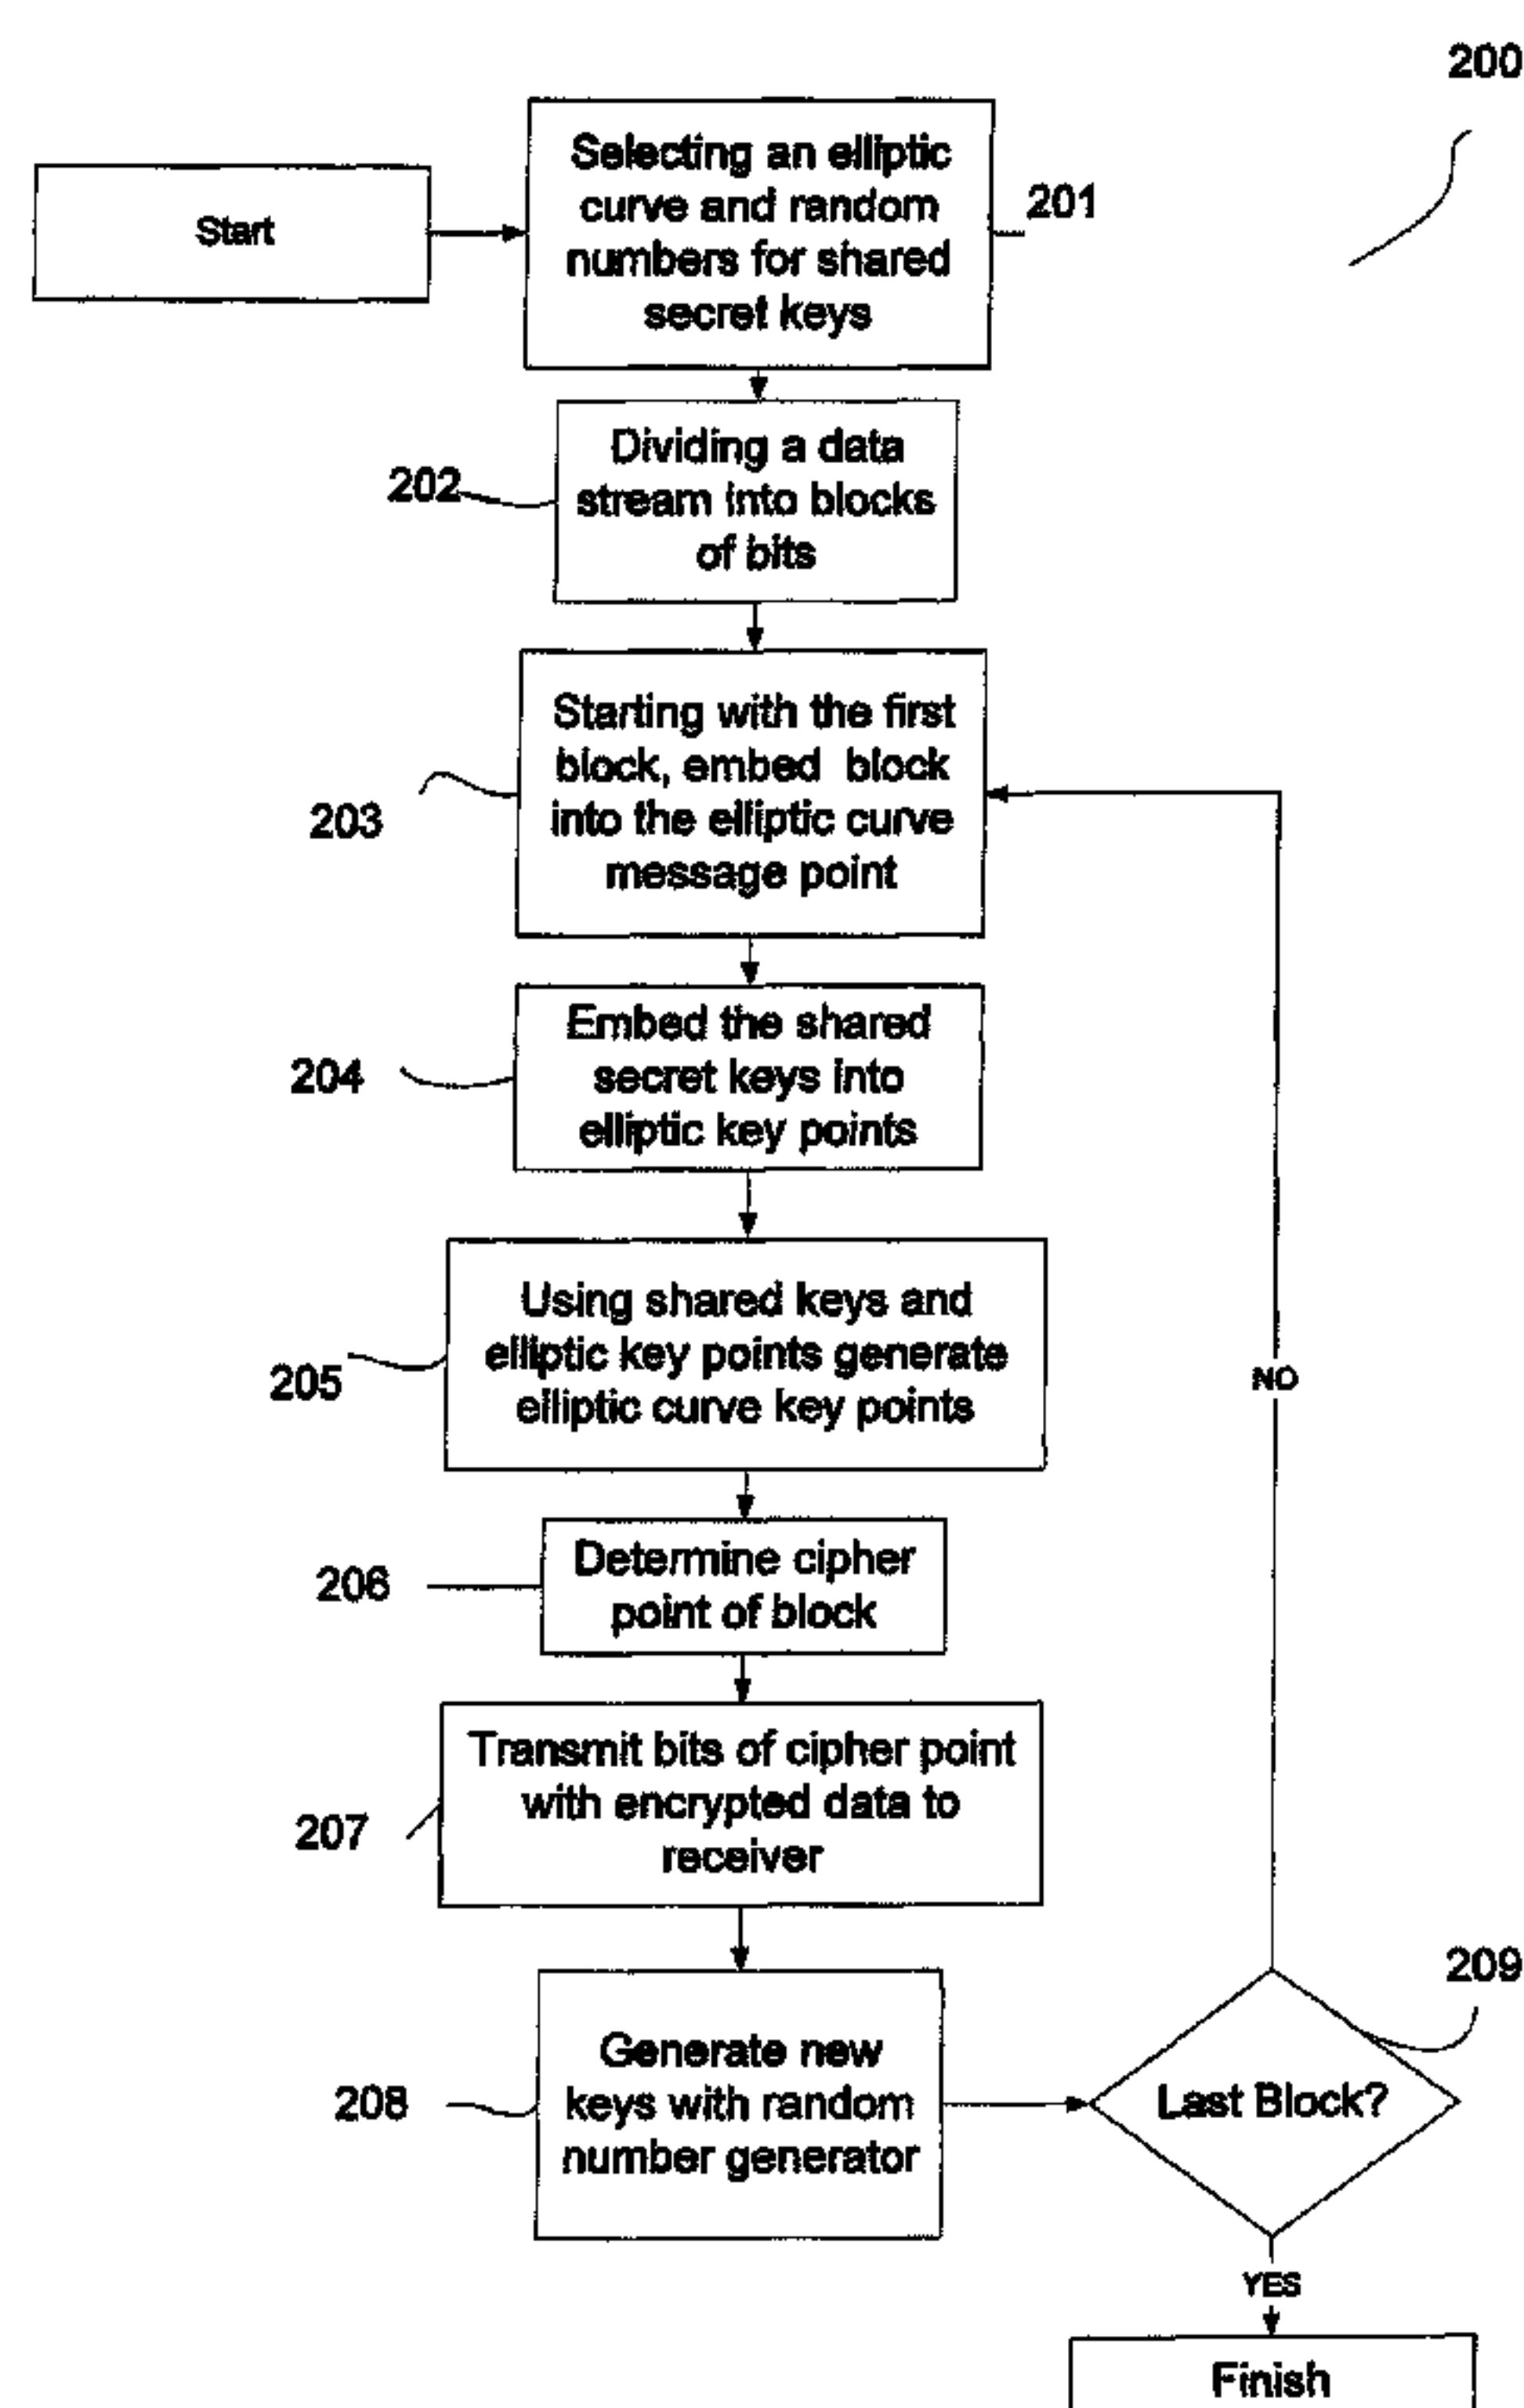 200
Start
Selecting an elliptic
curve and random
numbers for shared
secret keys
201
Dividing a data
stream into blocks
of bits
202
Starting with the first
block, embed block
into the elliptic curve
message point
203
Embed the shared
secret keys into
elliptic key points
204
Using shared keys and
elliptic key points generate
elliptic curve key points
205
NO
Determine cipher
point of block
206
Transmit bits of cipher point
with encrypted data to
receiver
207
Generate new
keys with random
number generator
208
209
Last Block?
YES
Finish